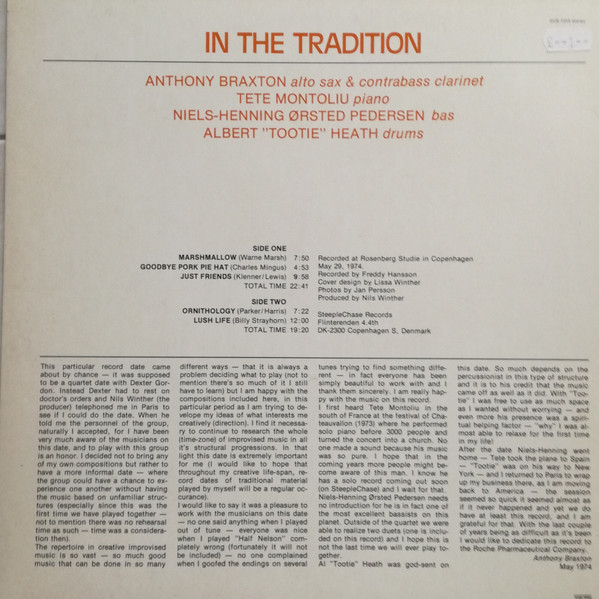 IN THE TRADITION
ANTHONY BRAXTON alto sax & contrabass clarinet
TETE MONTOLIU piano
NIELS-HENNING ØRSTED PEDERSEN bas
ALBERT "TOOTIE" HEATH drums
SIDE ONE
MARSHMALLOW (Warne Marsh) 7:50
GOODBYE PORK PIE HAT (Charles Mingus) 4:53
JUST FRIENDS (Klenner/Lewis) 9:58
TOTAL TIME 22:41
SIDE TWO
ORNITHOLOGY (Parker/Harris) 7:22
LUSH LIFE (Billy Strayhorn) 12:00
TOTAL TIME 19:20
Recorded at Rosenberg Studie in Copenhagen
May 29, 1974.
Recorded by Freddy Hansson
Cover design by Lissa Winther
Photos by Jan Persson
Produced by Nils Winther
SteepleChase Records
Flinterenden 4.4th
DK-2300 Copenhagen S, Denmark
This particular record date came
about by chance — it was supposed
to be a quartet date with Dexter Gor-
don. Instead Dexter had to rest on
doctor's orders and Nils Winther (the
producer) telephoned me in Paris to
see if I could do the date. When he
told me the personnel of the group,
naturally I accepted, for I have been
very much aware of the musicians on
this date, and to play with this group
is an honor. I decided not to bring any
of my own compositions but rather to
have a more informal date — where
the group could have a chance to ex-
perience one another without having
the music based on unfamiliar struc-
tures (especially since this was the
first time we have played together —
not to mention there was no rehearsal
time as such — time was a considera-
tion then).
The repertoire in creative improvised
music is so vast — so much good
music that can be done in so many
different ways — that it is always a
problem deciding what to play (not to
mention there's so much of it I still
have to learn) but I am happy with the
compositions included here, in this
particular period as I am trying to de-
velope my ideas of what interests me
creatively (direction). I find it necessa-
ry to continue to research the whole
(time-zone) of improvised music in all
it's structural progressions. In that
light this date is extremely important
for me (I would like to hope that
throughout my creative life-span, re-
cord dates of traditional material
played by myself will be a regular oc-
curance).
I would like to say it was a pleasure to
work with the musicians on this date
— no one said anything when I played
out of tune — everyone was nice
when I played "Half Nelson" com-
pletely wrong (fortunately it will not
be included) — no one complained
when I goofed the endings on several
tunes trying to find something diffe-
rent — in fact everyone has been
simply beautiful to work with and I
thank them sincerely. I am really hap-
py with the music on this record.
I first heard Tete Montoliu in the
south of France at the festival of Cha-
teauvallon (1973) where he performed
solo piano before 3000 people and
turned the concert into a church. No
one made a sound because his music
was so pure. I hope that in the
coming years more people might be-
come aware of this man. I know he
has a solo record coming out soon
(on SteepleChase) and I wait for that.
Niels-Henning Ørsted Pedersen needs
no introduction for he is in fact one of
the most excellent bassists on this
planet. Outside of the quartet we were
able to realize two duets (one is inclu-
ded on this record) and I hope this is
not the last time we will ever play to-
gether.
Al "Tootie" Heath was god-sent on
this date. So much depends on the
percussionist in this type of structure
and it is to his credit that the music
came off as well as it did. With "Too-
tie" I was free to use as much space
as I wanted without worrying — and
even more his presence was a spiri-
tual helping factor — "why" I was al-
most able to relaxe for the first time
in my life!
After the date Niels-Henning went
home — Tete took the plane to Spain
— "Tootie" was on his way to New
York — and I returned to Paris to wrap
up my business there, as I am moving
back to America — the session
seemed so quick it seemed almost as
if it never happened and yet we do
have at least this record, and I am
grateful for that. With the last couple
of years being as difficult as it's been
I would like to dedicate this record to
the Roche Pharmaceutical Company.
Anthony Braxton
May 1974